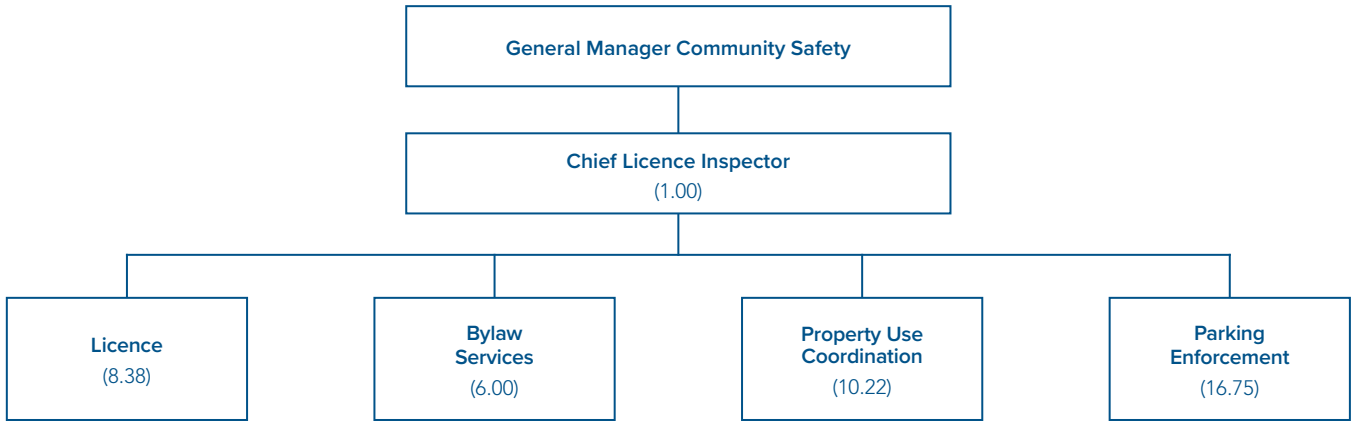 General Manager Community Safety
Chief Licence Inspector
(1.00)
Licence
(8.38)
Bylaw
Services
(6.00)
Property Use
Coordination
(10.22)
Parking
Enforcement
(16.75)